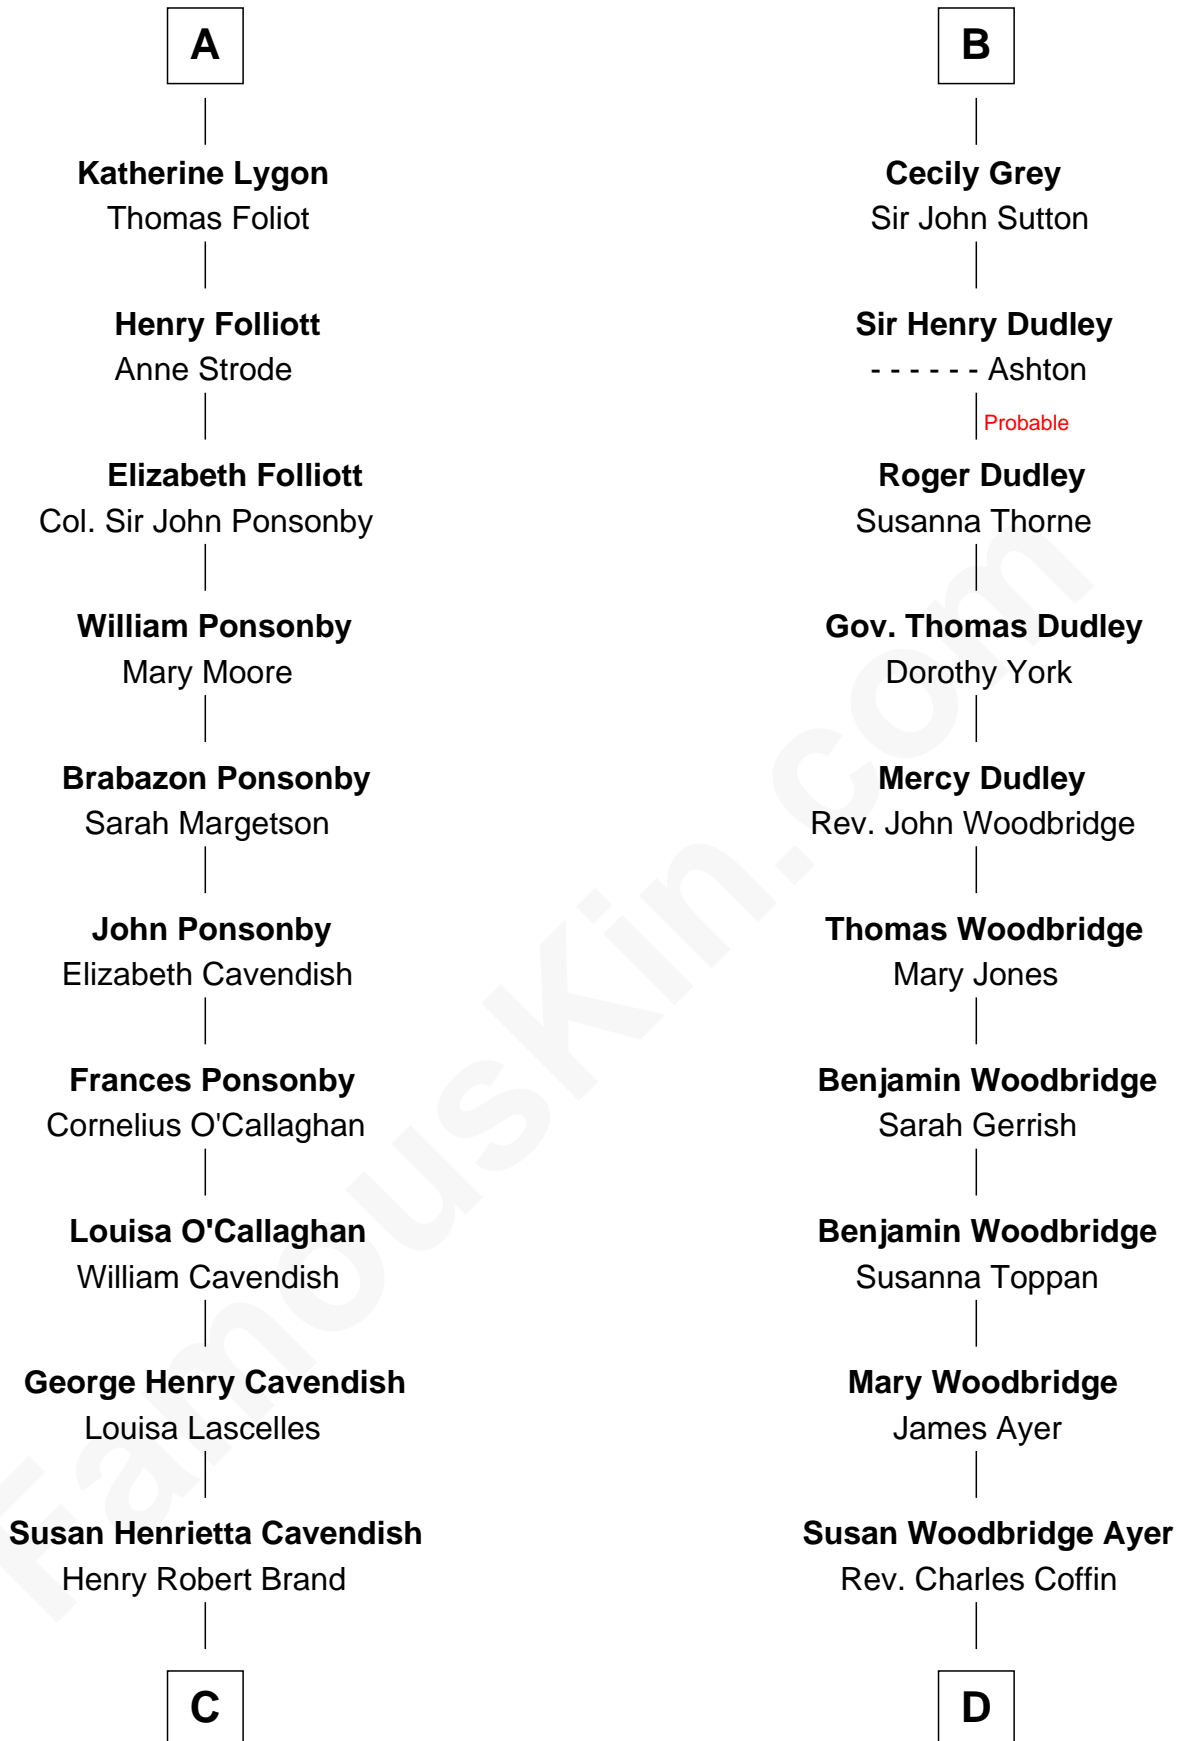 A
Katherine Lygon
Thomas Foliot
Henry Folliott
Anne Strode
Elizabeth Folliott
Col. Sir John Ponsonby
William Ponsonby
Mary Moore
Brabazon Ponsonby
Sarah Margetson
John Ponsonby
Elizabeth Cavendish
Frances Ponsonby
Cornelius O'Callaghan
Louisa O'Callaghan
William Cavendish
George Henry Cavendish
Louisa Lascelles
Susan Henrietta Cavendish
Henry Robert Brand
C
B
Cecily Grey
Sir John Sutton
Sir Henry Dudley
- - - - - - Ashton
Probable
Roger Dudley
Susanna Thorne
Gov. Thomas Dudley
Dorothy York
Mercy Dudley
Rev. John Woodbridge
Thomas Woodbridge
Mary Jones
Benjamin Woodbridge
Sarah Gerrish
Benjamin Woodbridge
Susanna Toppan
Mary Woodbridge
James Ayer
Susan Woodbridge Ayer
Rev. Charles Coffin
D
FamousKin.com